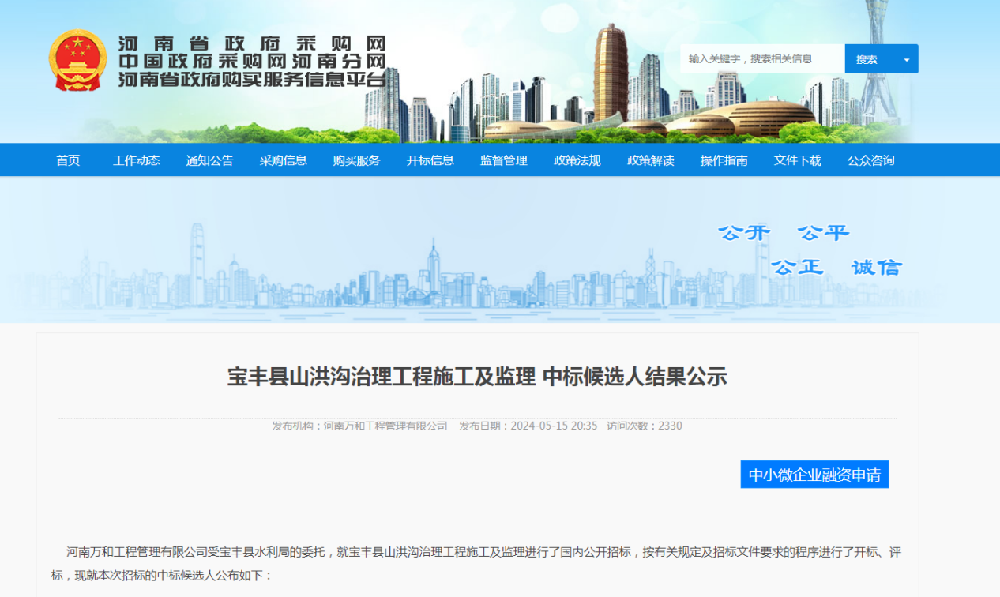 河南省政府采购网
中国政府采购网河南分网
河南省政府购买服务信息平台
输入关键字，搜索相关信息 搜索
首页 工作动态 通知公告 采购信息 购买服务 开标信息 监督管理 政策法规 政策解读 操作指南 文件下载 公众咨询
公开 公平
公正 诚信
宝丰县山洪沟治理工程施工及监理 中标候选人结果公示
发布机构：河南万和工程管理有限公司 发布日期：2024-05-15 20:35 访问次数：2330
中小微企业融资申请
河南万和工程管理有限公司受宝丰县水利局的委托，就宝丰县山洪沟治理工程施工及监理进行了国内公开招标，按有关规定及招标文件要求的程序进行了开标、评
标，现就本次招标的中标候选人公布如下：